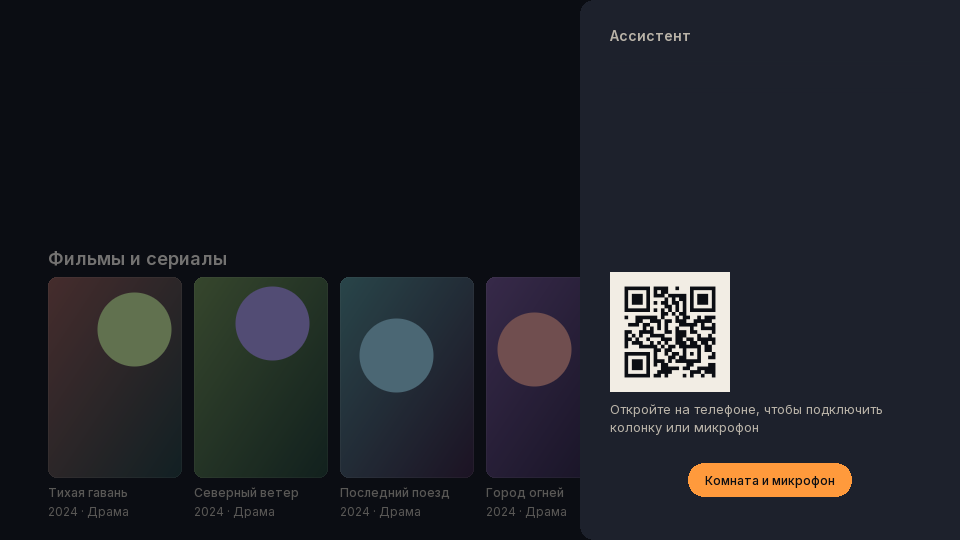 Ассистент
Фильмы и сериалы
Тихая гавань
2024 · Драма
Северный ветер
2024 · Драма
Последний поезд
2024 · Драма
Город огней
2024 · Драма
Откройте на телефоне, чтобы подключить
колонку или микрофон
Комната и микрофон